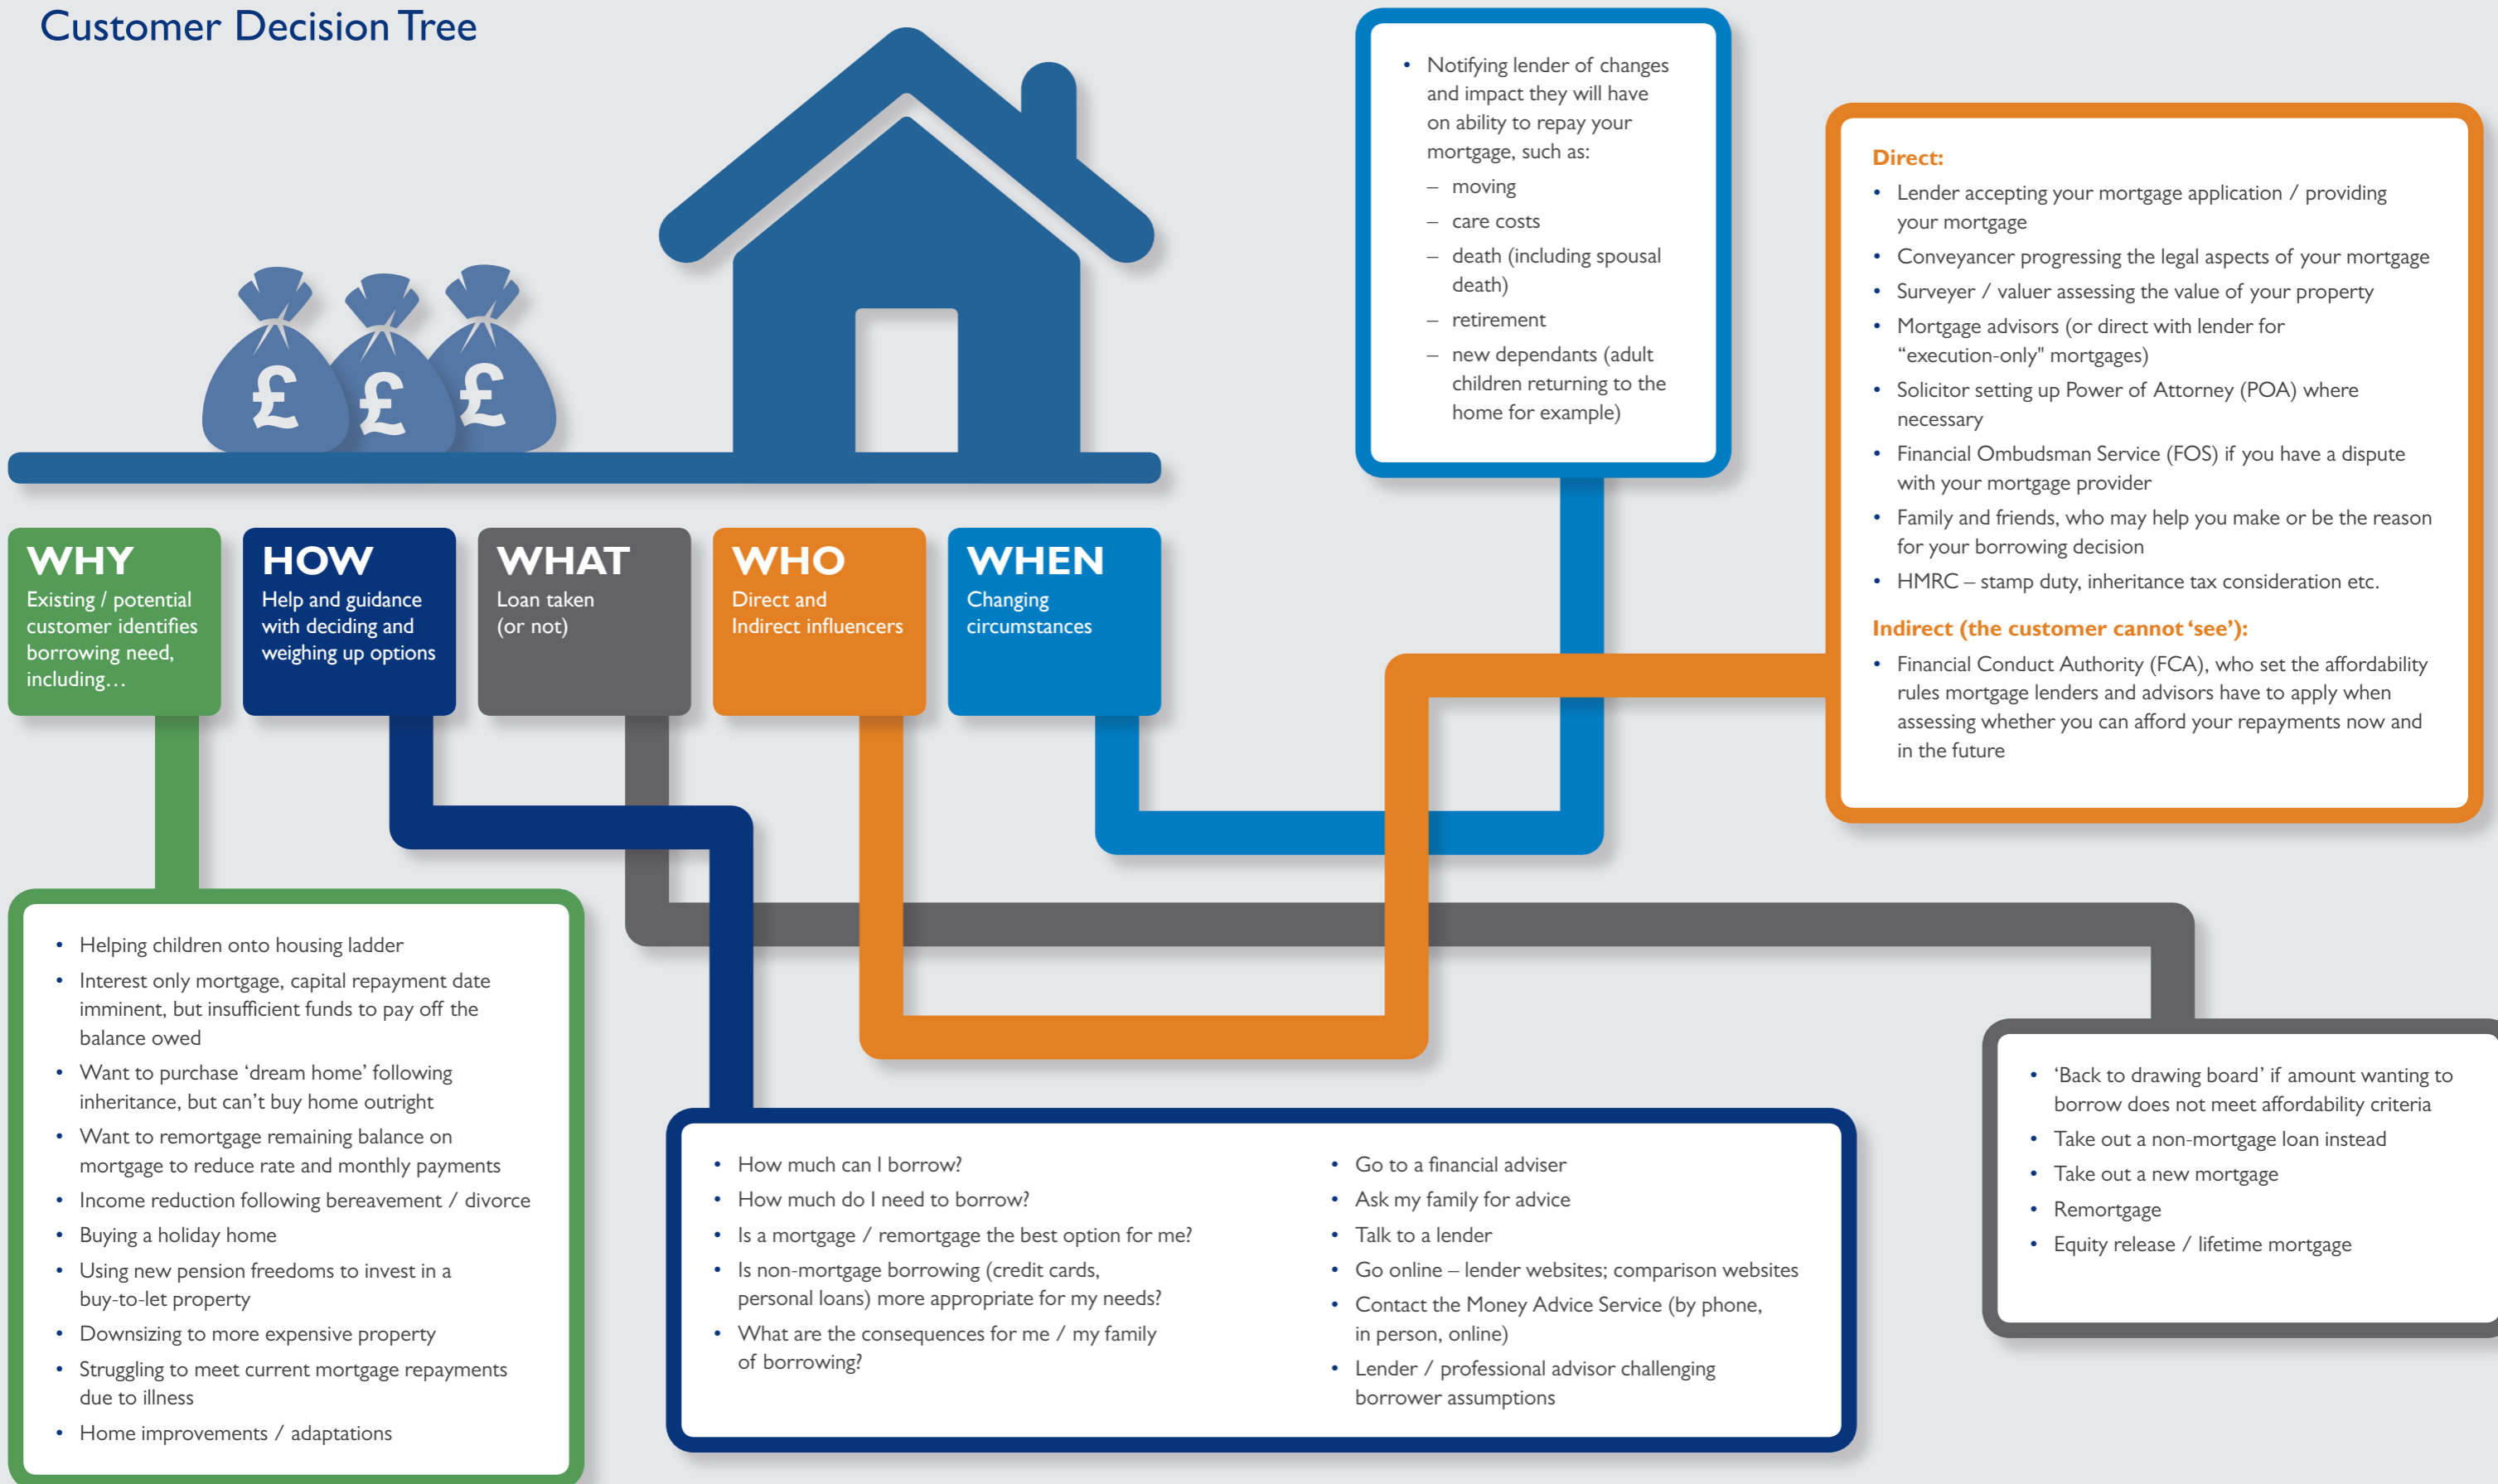 Customer Decision Tree
£
£
£
WHY
Existing / potential
customer identifies
borrowing need,
including…
HOW
Help and guidance
with deciding and
weighing up options
WHAT
Loan taken
(or not)
WHO
Direct and
Indirect influencers
WHEN
Changing
circumstances
• Helping children onto housing ladder
• Interest only mortgage, capital repayment date
imminent, but insufficient funds to pay off the
balance owed
• Want to purchase ‘dream home’ following
inheritance, but can’t buy home outright
• Want to remortgage remaining balance on
mortgage to reduce rate and monthly payments
• Income reduction following bereavement / divorce
• Buying a holiday home
• Using new pension freedoms to invest in a
buy-to-let property
• Downsizing to more expensive property
• Struggling to meet current mortgage repayments
due to illness
• Home improvements / adaptations
• How much can I borrow?
• How much do I need to borrow?
• Is a mortgage / remortgage the best option for me?
• Is non-mortgage borrowing (credit cards,
personal loans) more appropriate for my needs?
• What are the consequences for me / my family
of borrowing?
• Go to a financial adviser
• Ask my family for advice
• Talk to a lender
• Go online – lender websites; comparison websites
• Contact the Money Advice Service (by phone,
in person, online)
• Lender / professional advisor challenging
borrower assumptions
• ‘Back to drawing board’ if amount wanting to
borrow does not meet affordability criteria
• Take out a non-mortgage loan instead
• Take out a new mortgage
• Remortgage
• Equity release / lifetime mortgage
Direct:
• Lender accepting your mortgage application / providing
your mortgage
• Conveyancer progressing the legal aspects of your mortgage
• Surveyer / valuer assessing the value of your property
• Mortgage advisors (or direct with lender for
“execution-only" mortgages)
• Solicitor setting up Power of Attorney (POA) where
necessary
• Financial Ombudsman Service (FOS) if you have a dispute
with your mortgage provider
• Family and friends, who may help you make or be the reason
for your borrowing decision
• HMRC – stamp duty, inheritance tax consideration etc.
Indirect (the customer cannot ‘see’):
• Financial Conduct Authority (FCA), who set the affordability
rules mortgage lenders and advisors have to apply when
assessing whether you can afford your repayments now and
in the future
• Notifying lender of changes
and impact they will have
on ability to repay your
mortgage, such as:
– moving
– care costs
– death (including spousal
death)
– retirement
– new dependants (adult
children returning to the
home for example)